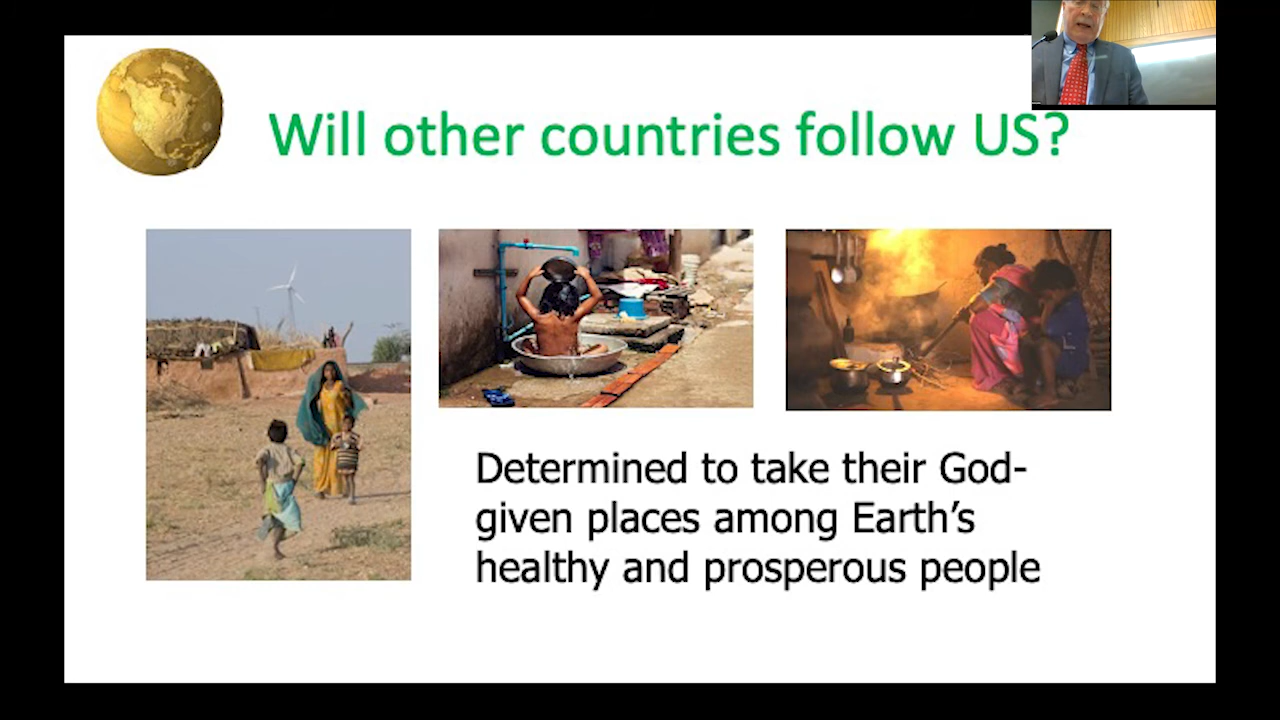 Will other countries follow US?
Determined to take their God-
given places among Earth's
healthy and prosperous people